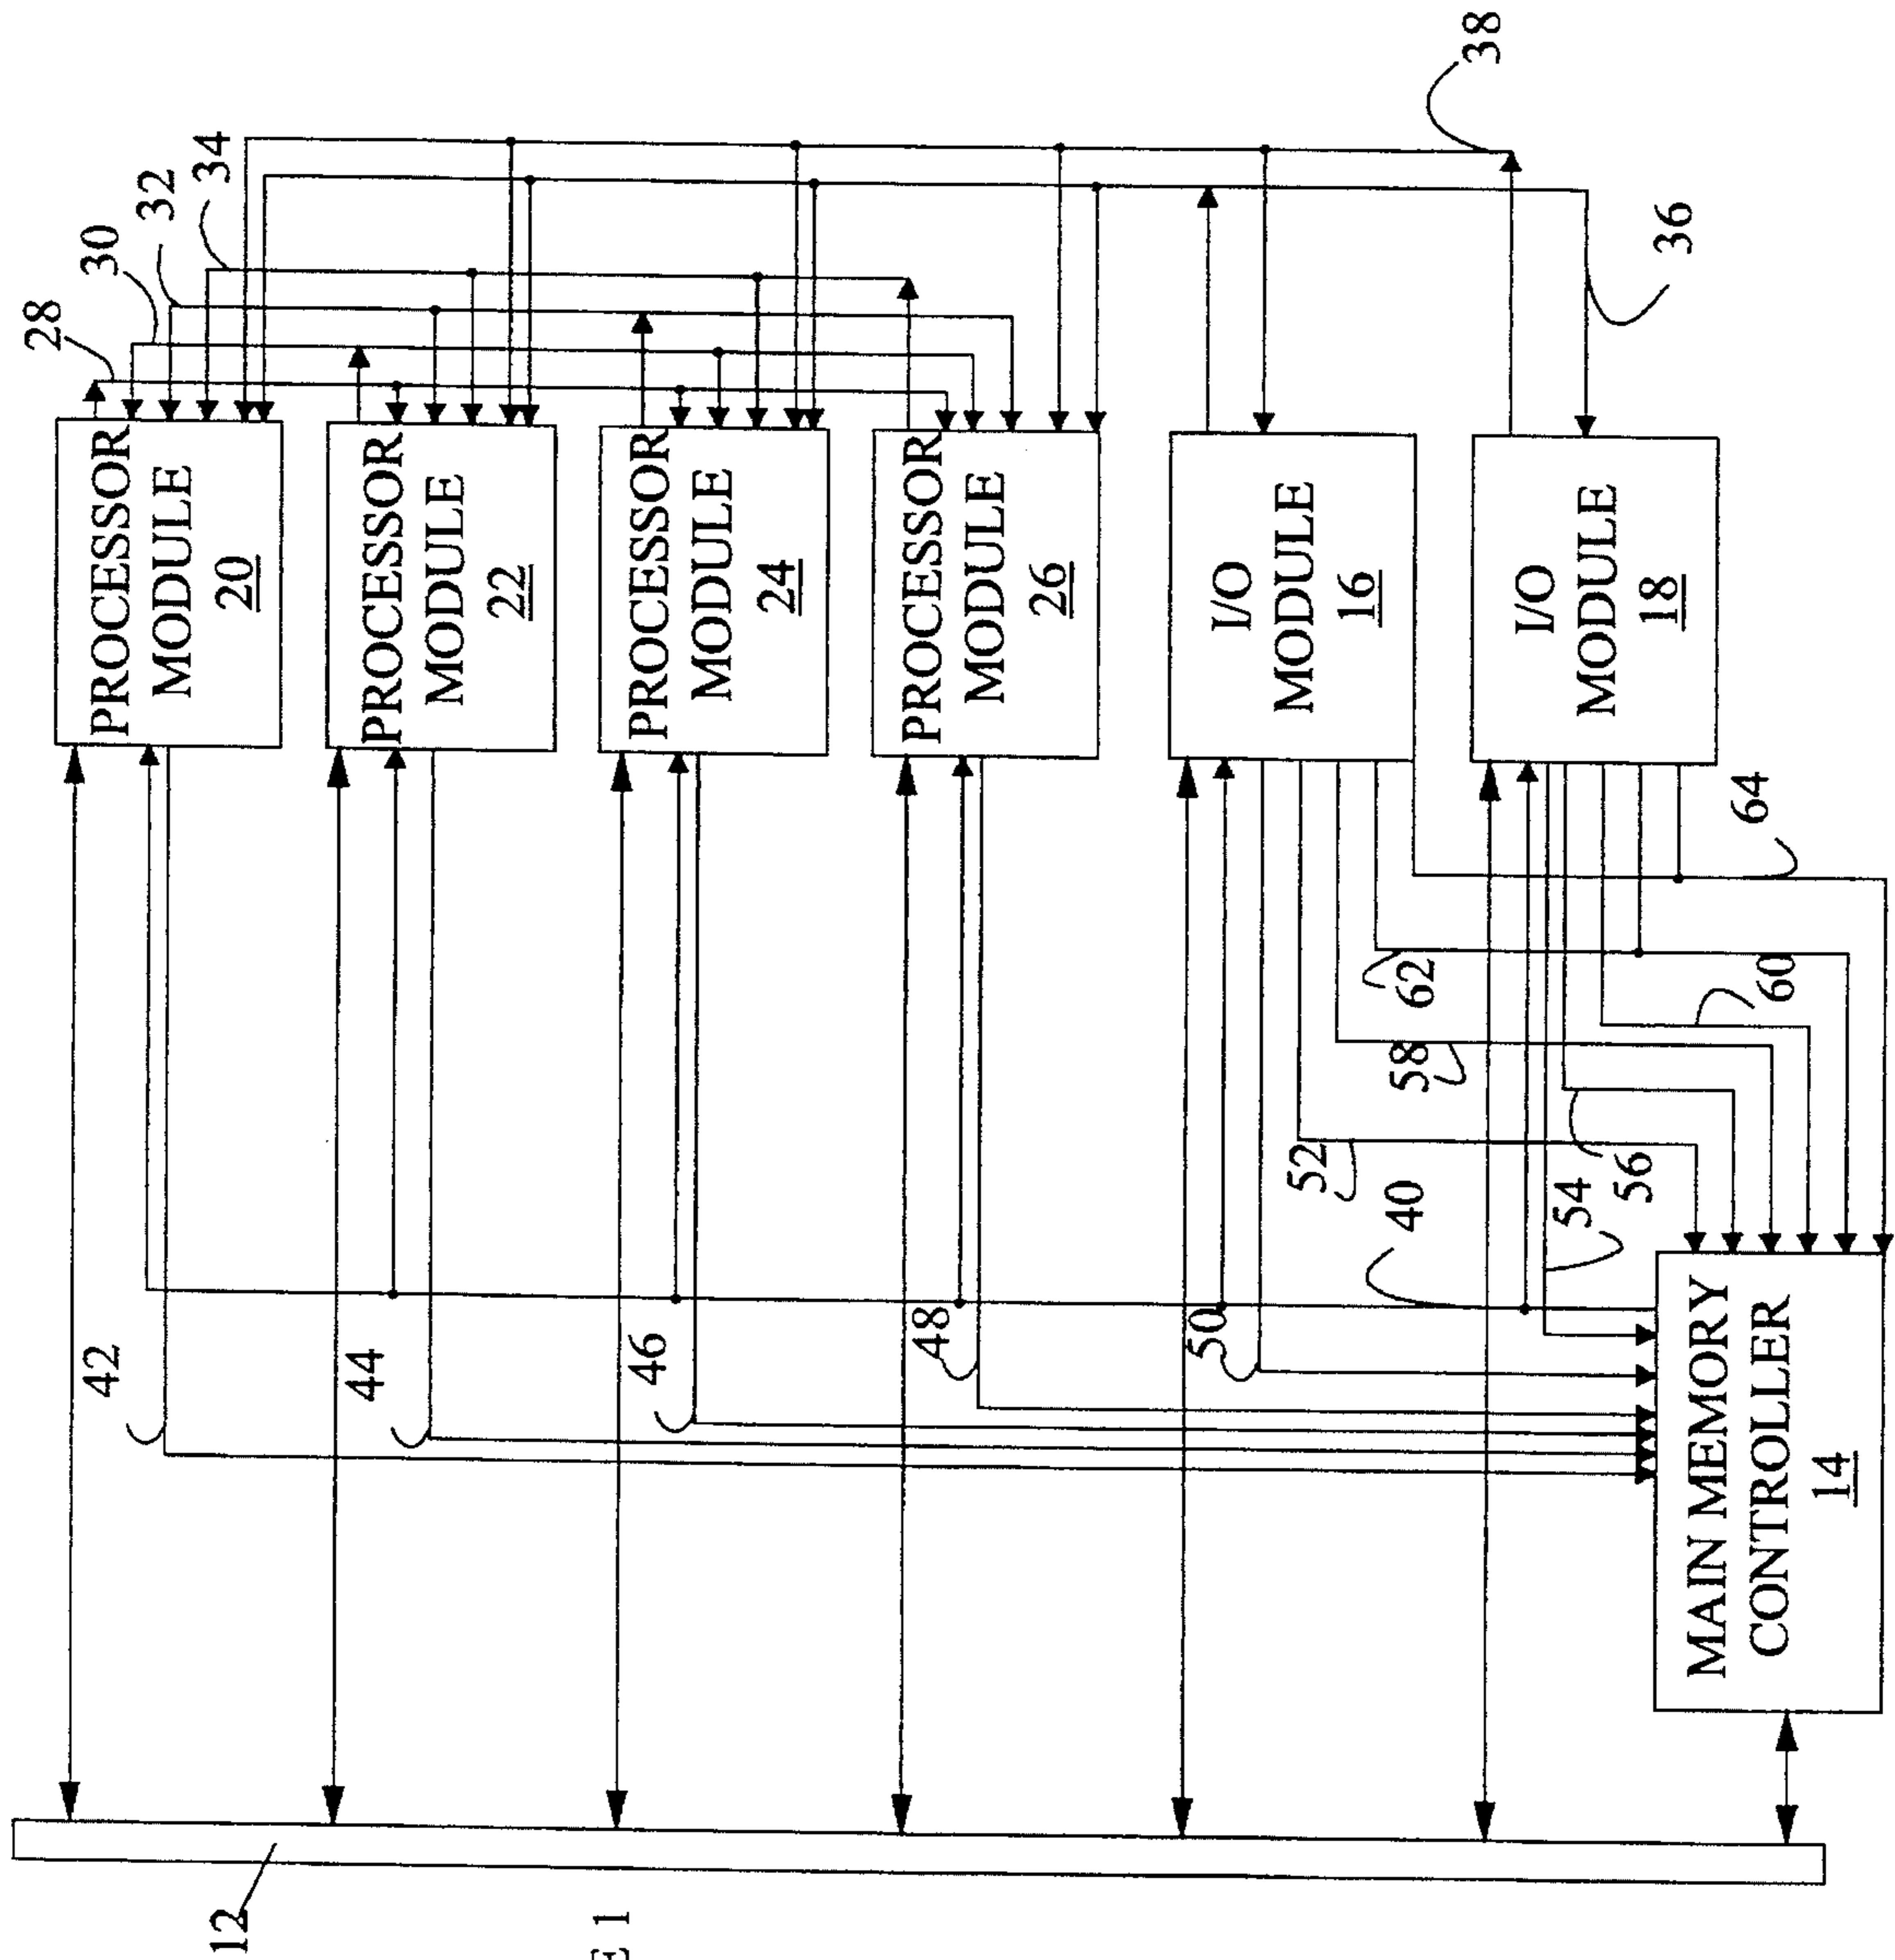 28
30
32
34
38
36
PROCESSOR
MODULE
20
PROCESSOR
MODULE
22
PROCESSOR
MODULE
24
PROCESSOR
MODULE
26
I/O
MODULE
16
I/O
MODULE
18
64
62
60
58
56
54
52
40
50
48
46
44
42
MAIN MEMORY
CONTROLLER
14
12
E 1